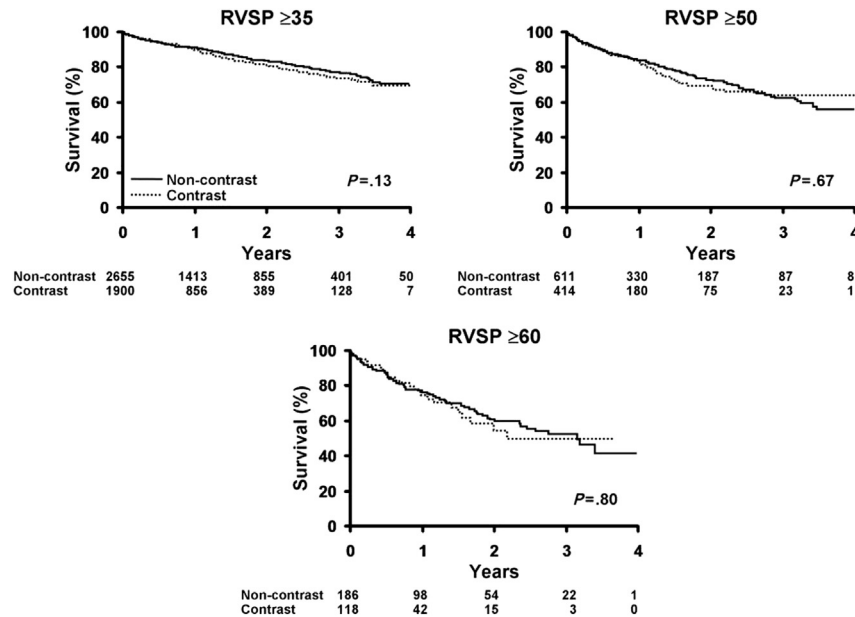 RVSP ≥35
100
80
60
40
20
0
Survival (%)
Non-contrast
Contrast
P=.13
0 1 2 3 4
Years
Non-contrast 2655 1413 855 401 50
Contrast 1900 856 389 128 7
RVSP ≥50
100
80
60
40
20
0
Survival (%)
P=.67
0 1 2 3 4
Years
Non-contrast 611 330 187 87 8
Contrast 414 180 75 23 1
RVSP ≥60
100
80
60
40
20
0
Survival (%)
P=.80
0 1 2 3 4
Years
Non-contrast 186 98 54 22 1
Contrast 118 42 15 3 0